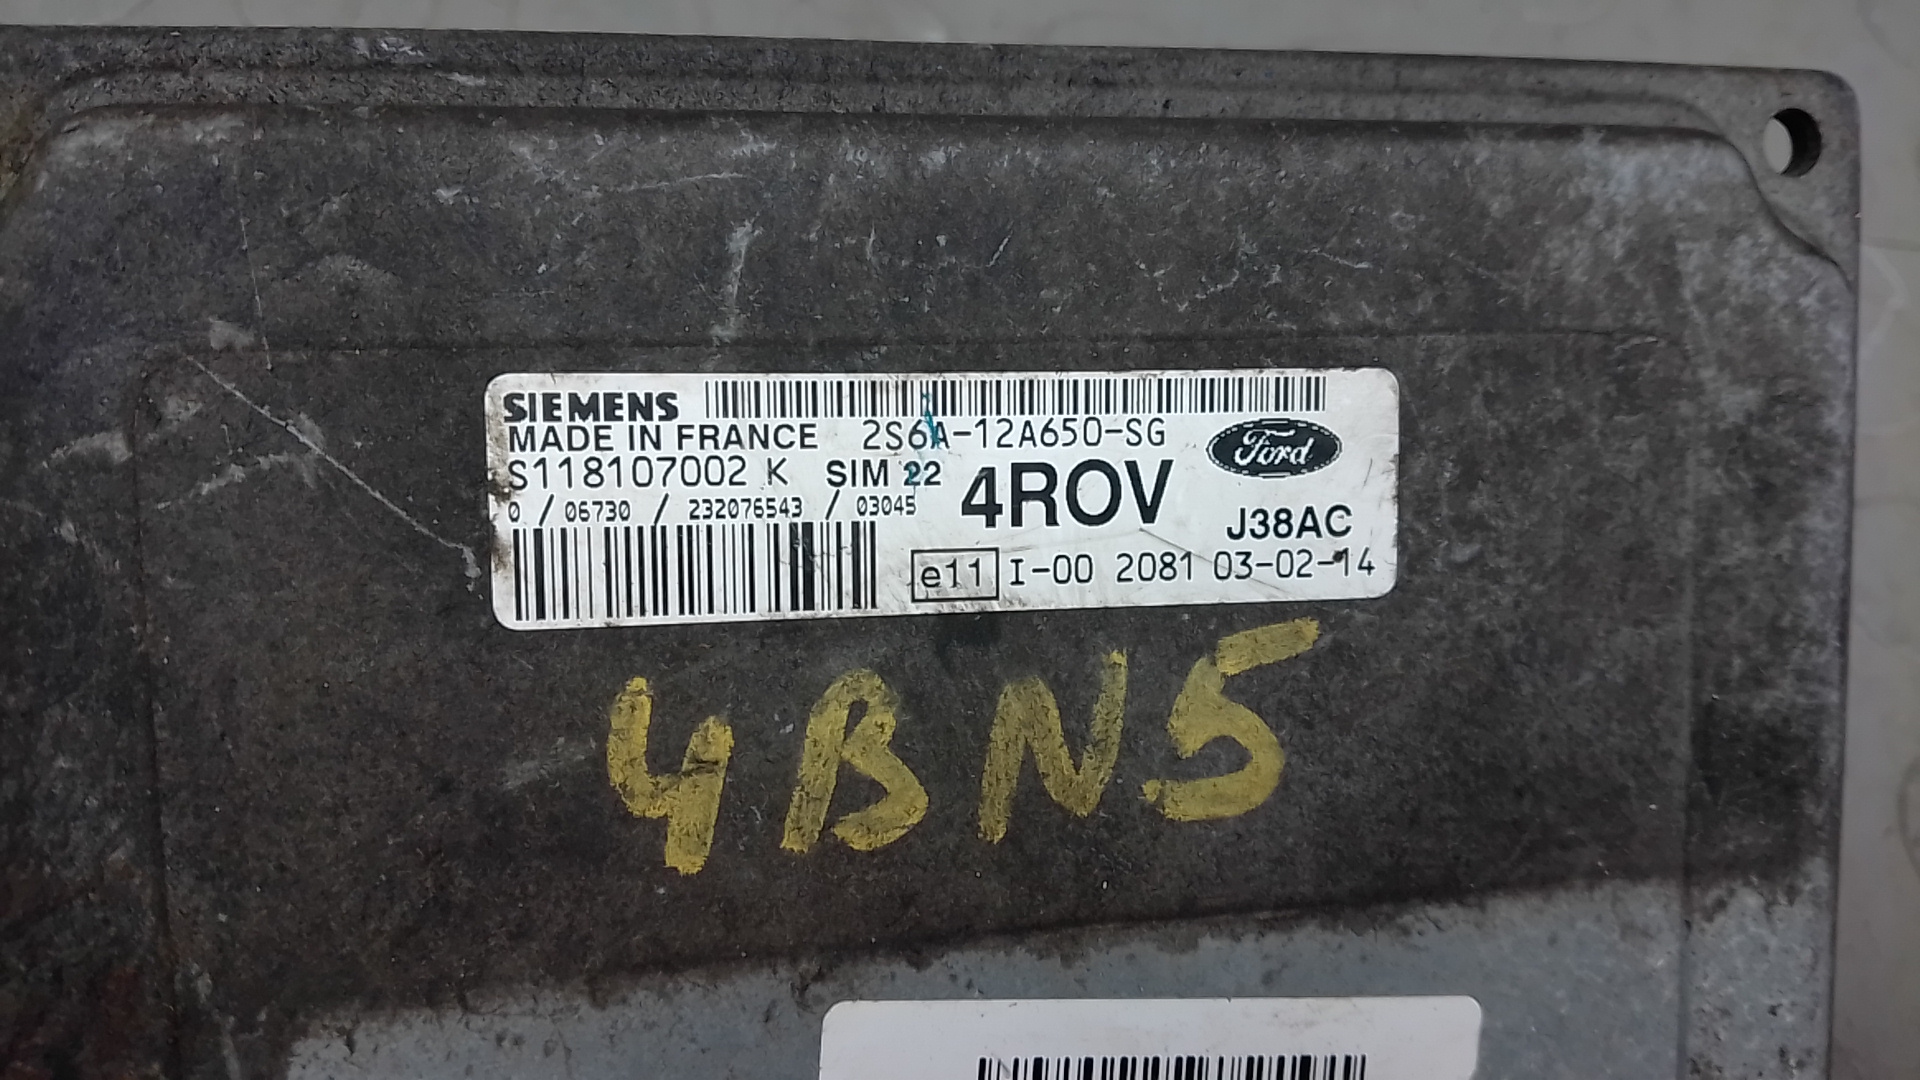 SIEMENS
MADE IN FRANCE 2S6A-12A650-SG
Ford
S118107002 K SIM 22
4ROV
0 / 06730 / 232076543 / 03045
J38AC
e11 I-00 2081 03-02-14
4BN5